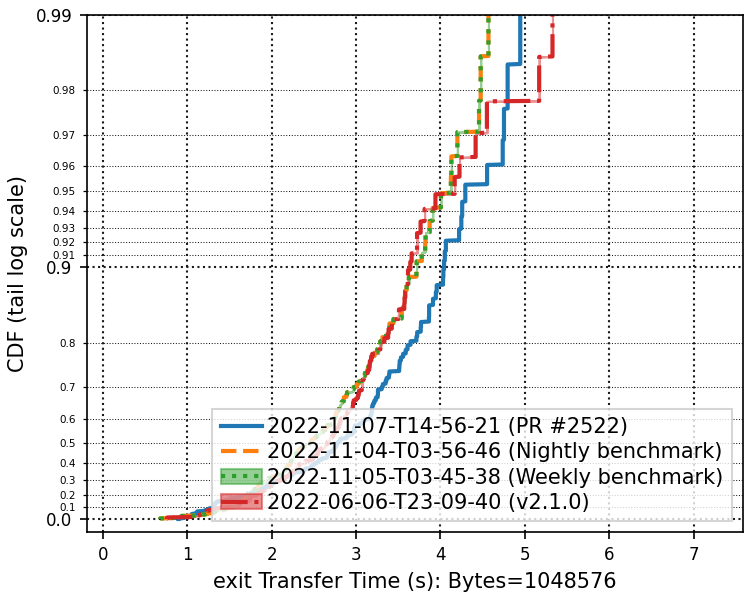 CDF (tail log scale)
0.99
0.98
0.97
0.96
0.95
0.94
0.93
0.92
0.91
0.9
0.8
0.7
0.6
0.5
0.4
0.3
0.2
0.1
0.0
2022-11-07-T14-56-21 (PR #2522)
2022-11-04-T03-56-46 (Nightly benchmark)
2022-11-05-T03-45-38 (Weekly benchmark)
2022-06-06-T23-09-40 (v2.1.0)
0 1 2 3 4 5 6 7
exit Transfer Time (s): Bytes=1048576